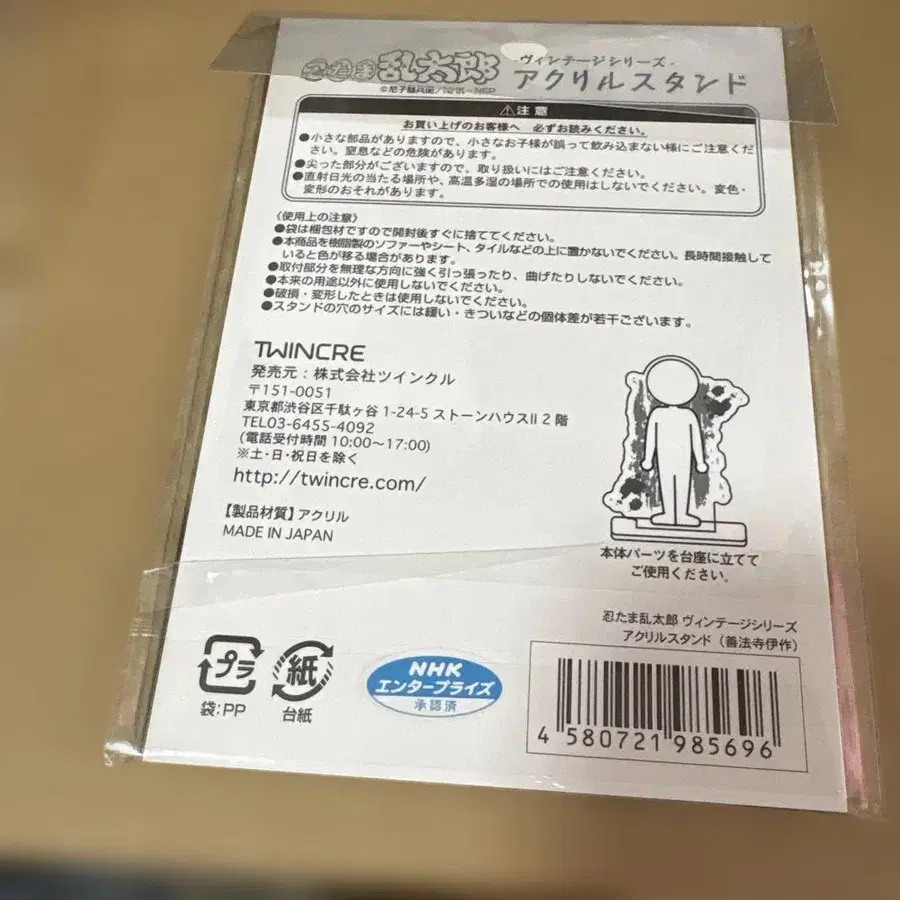 忍たま乱太郎
-ヴィンテージシリーズ-
アクリルスタンド
©尼子騒兵衛/NHK・NEP
⚠注意
お買い上げのお客様へ 必ずお読みください。
●小さな部品がありますので、小さなお子様が誤って飲み込まない様にご注意くだ
さい。窒息などの危険があります。
●尖った部分がございますので、取り扱いにはご注意ください。
●直射日光の当たる場所や、高温多湿の場所での使用はしないでください。変色・
変形のおそれがあります。
〈使用上の注意〉
●袋は梱包材ですので開封後すぐに捨ててください。
●本商品を樹脂製のソファーやシート、タイルなどの上に置かないでください。長時間接触して
いると色が移る場合があります。
●取付部分を無理な方向に強く引っ張ったり、曲げたりしないでください。
●本来の用途以外に使用しないでください。
●破損・変形したときは使用しないでください。
●スタンドの穴のサイズには緩い・きついなどの個体差が若干ございます。
TWINCRE
発売元:株式会社ツインクル
〒151-0051
東京都渋谷区千駄ヶ谷 1-24-5 ストーンハウスII 2 階
TEL03-6455-4092
(電話受付時間 10:00～17:00)
※土・日・祝日を除く
http://twincre.com/
【製品材質】アクリル
MADE IN JAPAN
本体パーツを台座に立てて
ご使用ください。
忍たま乱太郎 ヴィンテージシリーズ
アクリルスタンド(善法寺伊作)
プラ
袋:PP
紙
台紙
NHK
エンタープライズ
承認済
4 580721 985696